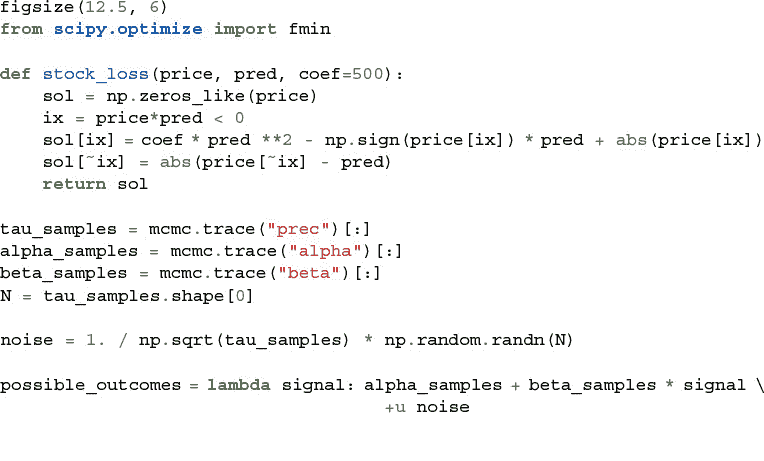 figsize(12.5, 6)
from scipy.optimize import fmin
def stock_loss(price, pred, coef=500):
    sol = np.zeros_like(price)
    ix = price*pred < 0
    sol[ix] = coef * pred **2 - np.sign(price[ix]) * pred + abs(price[ix])
    sol[~ix] = abs(price[~ix] - pred)
    return sol
tau_samples = mcmc.trace("prec")[:]
alpha_samples = mcmc.trace("alpha")[:]
beta_samples = mcmc.trace("beta")[:]
N = tau_samples.shape[0]
noise = 1. / np.sqrt(tau_samples) * np.random.randn(N)
possible_outcomes = lambda signal: alpha_samples + beta_samples * signal \
                                   +u noise